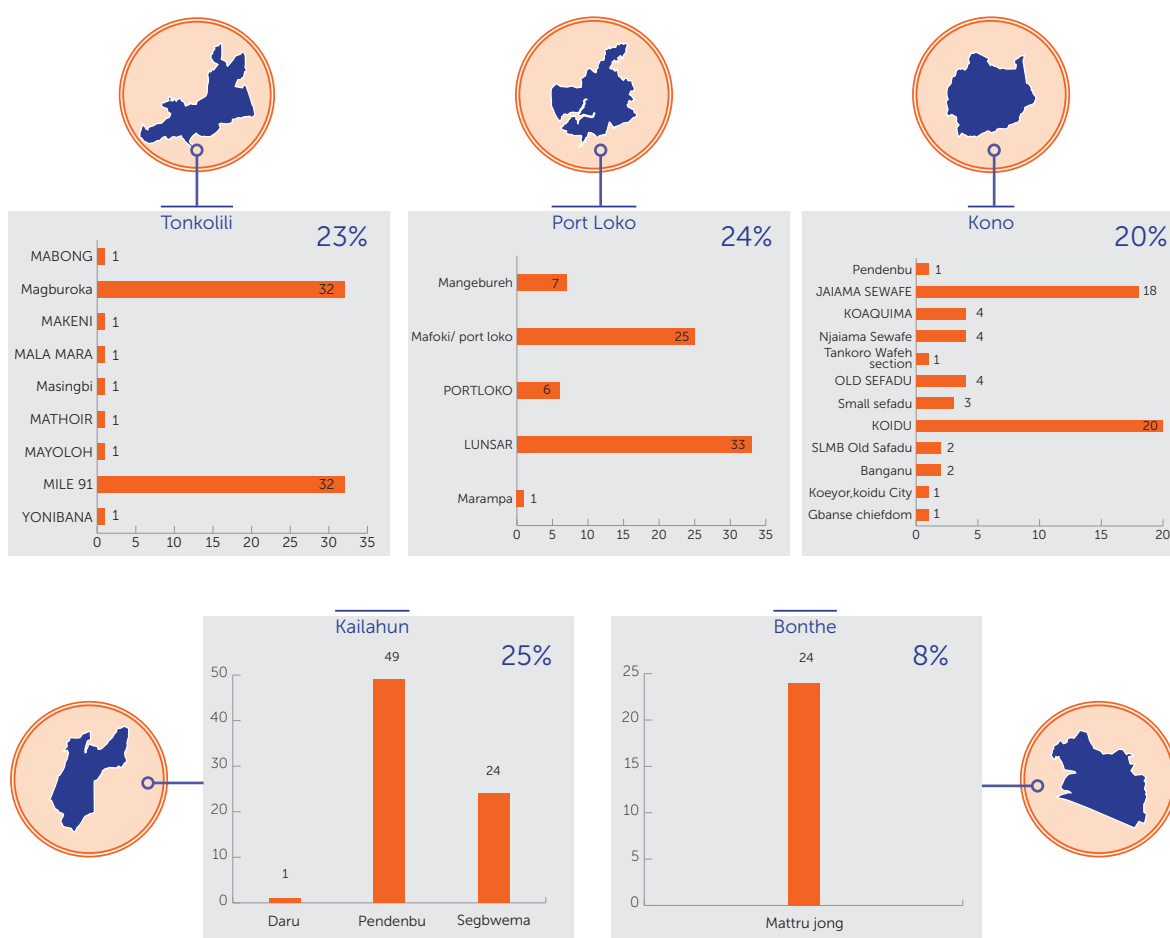 Tonkolili
23%
MABONG 1
Magburoka 32
MAKENI 1
MALA MARA 1
Masingbi 1
MATHOIR 1
MAYOLOH 1
MILE 91 32
YONIBANA 1
0 5 10 15 20 25 30 35
Port Loko
24%
Mangebureh 7
Mafoki/ port loko 25
PORTLOKO 6
LUNSAR 33
Marampa 1
0 5 10 15 20 25 30 35
Kono
20%
Pendenbu 1
JAIAMA SEWAFE 18
KOAQUIMA 4
Njaiama Sewafe 4
Tankoro Wafeh
section 1
OLD SEFADU 4
Small sefadu 3
KOIDU 20
SLMB Old Safadu 2
Banganu 2
Koeyor,koidu City 1
Gbanse chiefdom 1
0 5 10 15 20
Kailahun
25%
50
40
30
20
10
0
1 49 24
Daru Pendenbu Segbwema
Bonthe
8%
25
20
15
10
5
0
24
Mattru jong